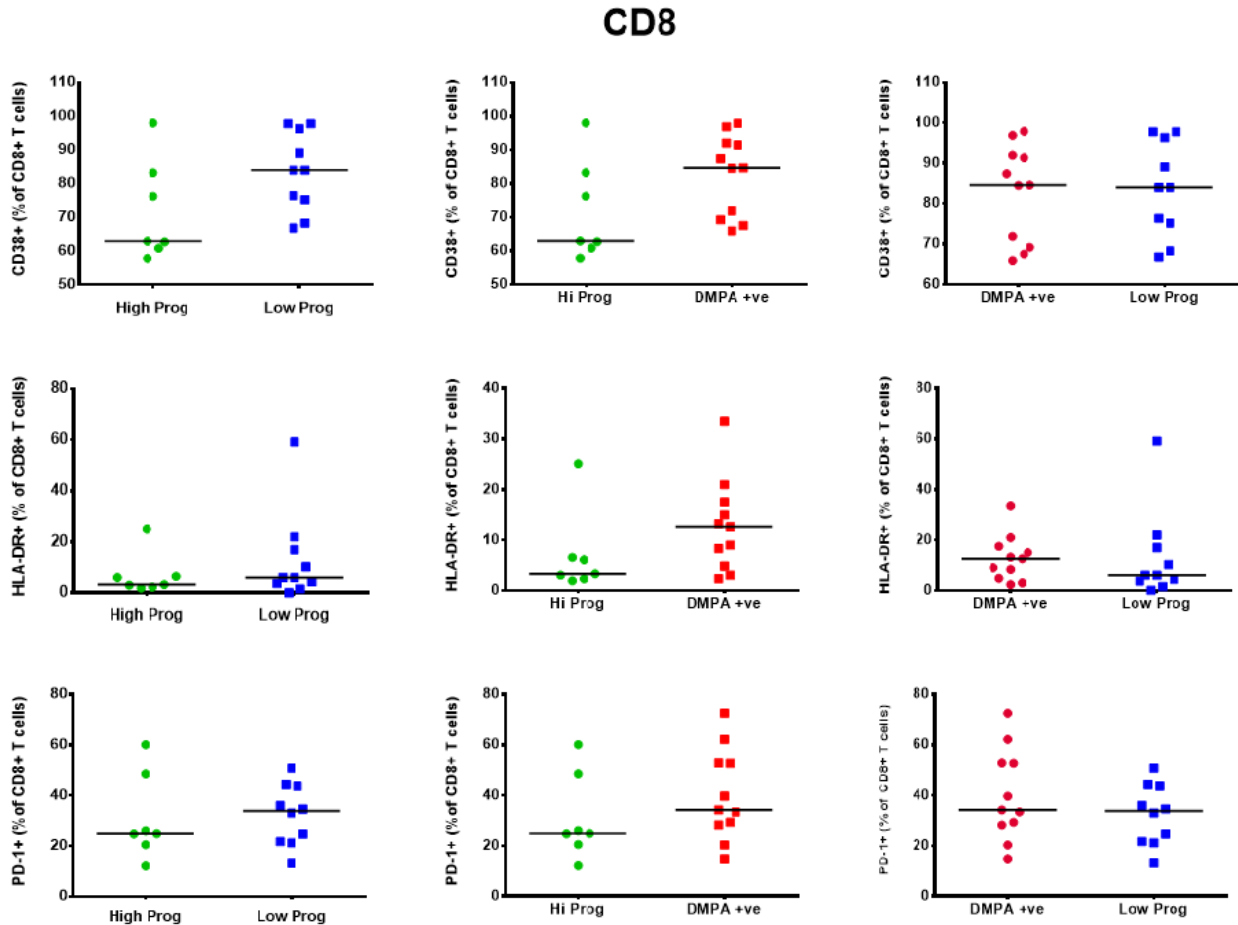 CD8
CD38+ (% of CD8+ T cells)
110
100
90
80
70
60
50
High Prog
Low Prog
CD38+ (% of CD8+ T cells)
110
100
90
80
70
60
50
Hi Prog
DMPA +ve
CD38+ (% of CD8+ T cells)
110
100
90
80
70
60
DMPA +ve
Low Prog
HLA-DR+ (% of CD8+ T cells)
80
60
40
20
0
High Prog
Low Prog
HLA-DR+ (% of CD8+ T cells)
40
30
20
10
0
Hi Prog
DMPA +ve
HLA-DR+ (% of CD8+ T cells)
80
60
40
20
0
DMPA +ve
Low Prog
PD-1+ (% of CD8+ T cells)
80
60
40
20
0
High Prog
Low Prog
PD-1+ (% of CD8+ T cells)
80
60
40
20
0
Hi Prog
DMPA +ve
PD-1+ (% of CD8+ T cells)
80
60
40
20
0
DMPA +ve
Low Prog